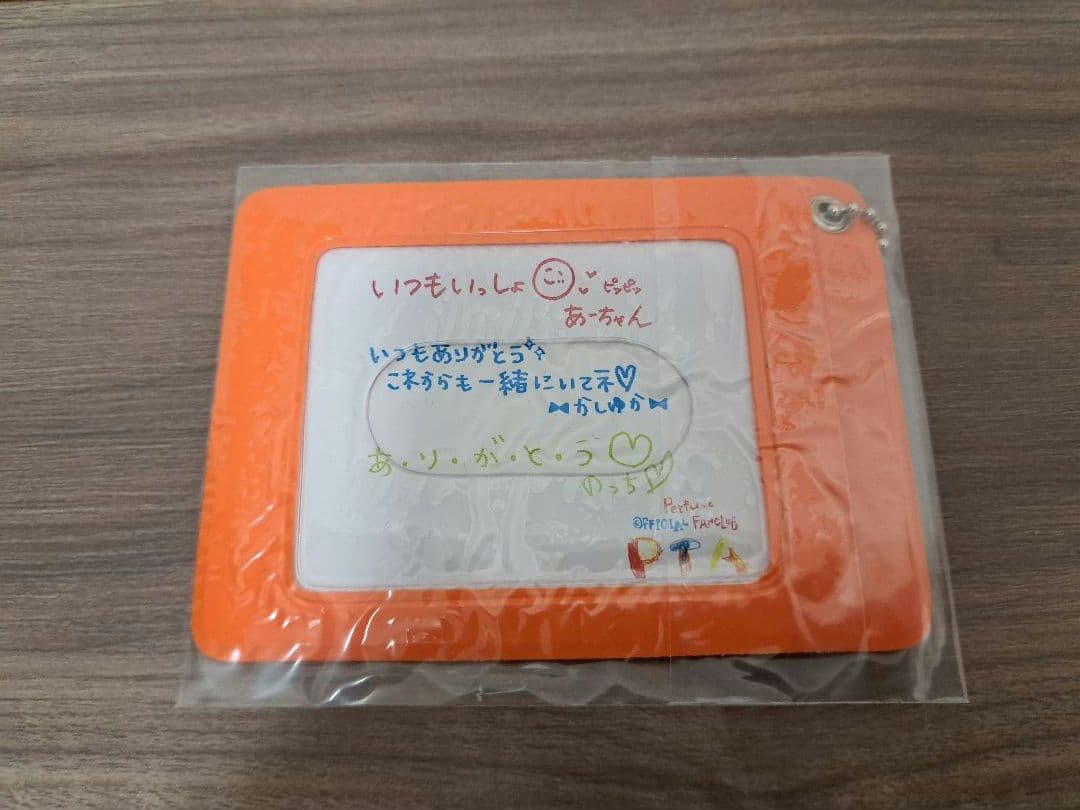 いつもいっしょ ピッピッ
あーちゃん
いつもありがとう
これからも一緒にいてネ♡
かしゆか
あ・り・が・と・う♡
のっち
Perfume
©OFFICIAL FANCLUB
PTA